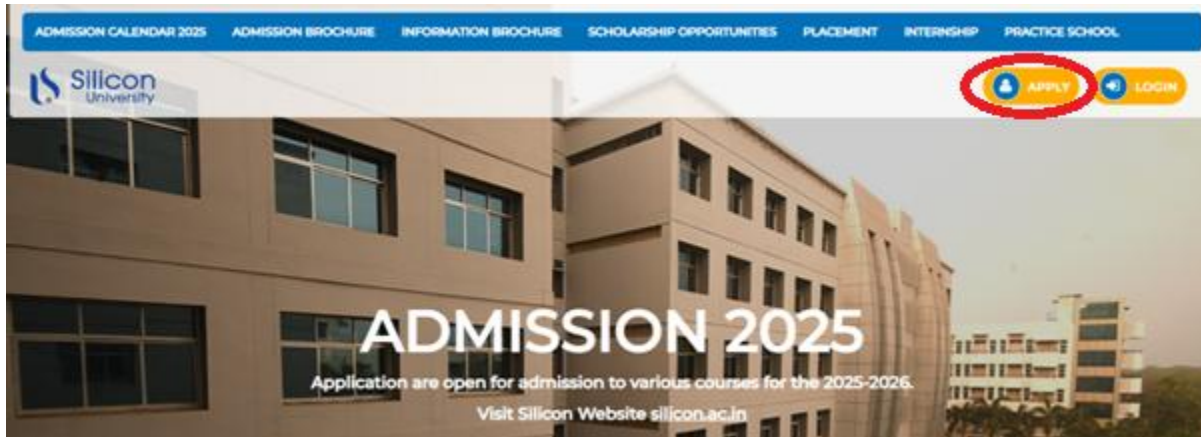 ADMISSION CALENDAR 2025 ADMISSION BROCHURE INFORMATION BROCHURE SCHOLARSHIP OPPORTUNITIES PLACEMENT INTERNSHIP PRACTICE SCHOOL
Silicon
University
APPLY LOGIN
ADMISSION 2025
Application are open for admission to various courses for the 2025-2026.
Visit Silicon Website silicon.ac.in